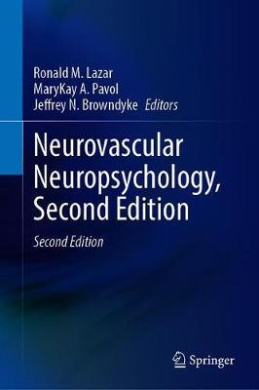 Ronald M. Lazar
MaryKay A. Pavol
Jeffrey N. Browndyke Editors
Neurovascular
Neuropsychology,
Second Edition
Second Edition
Springer